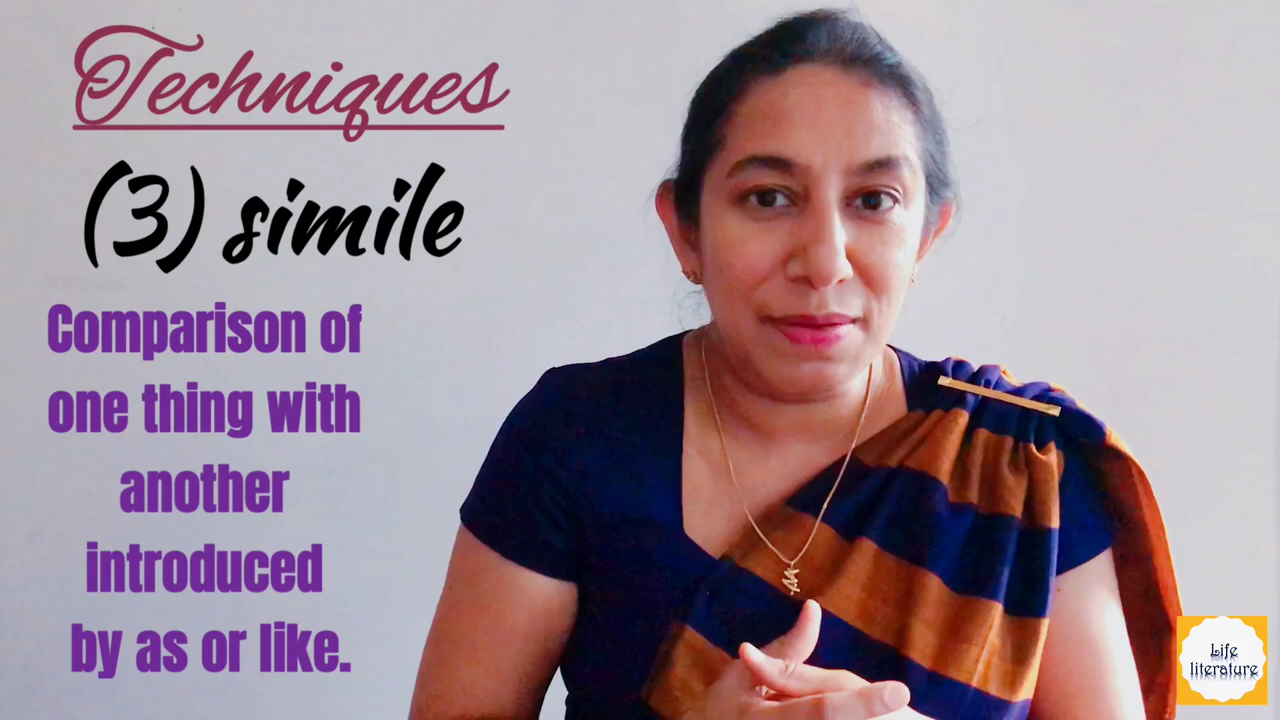 Techniques
(3) simile
Comparison of
one thing with
another
introduced
by as or like.
Life
literature